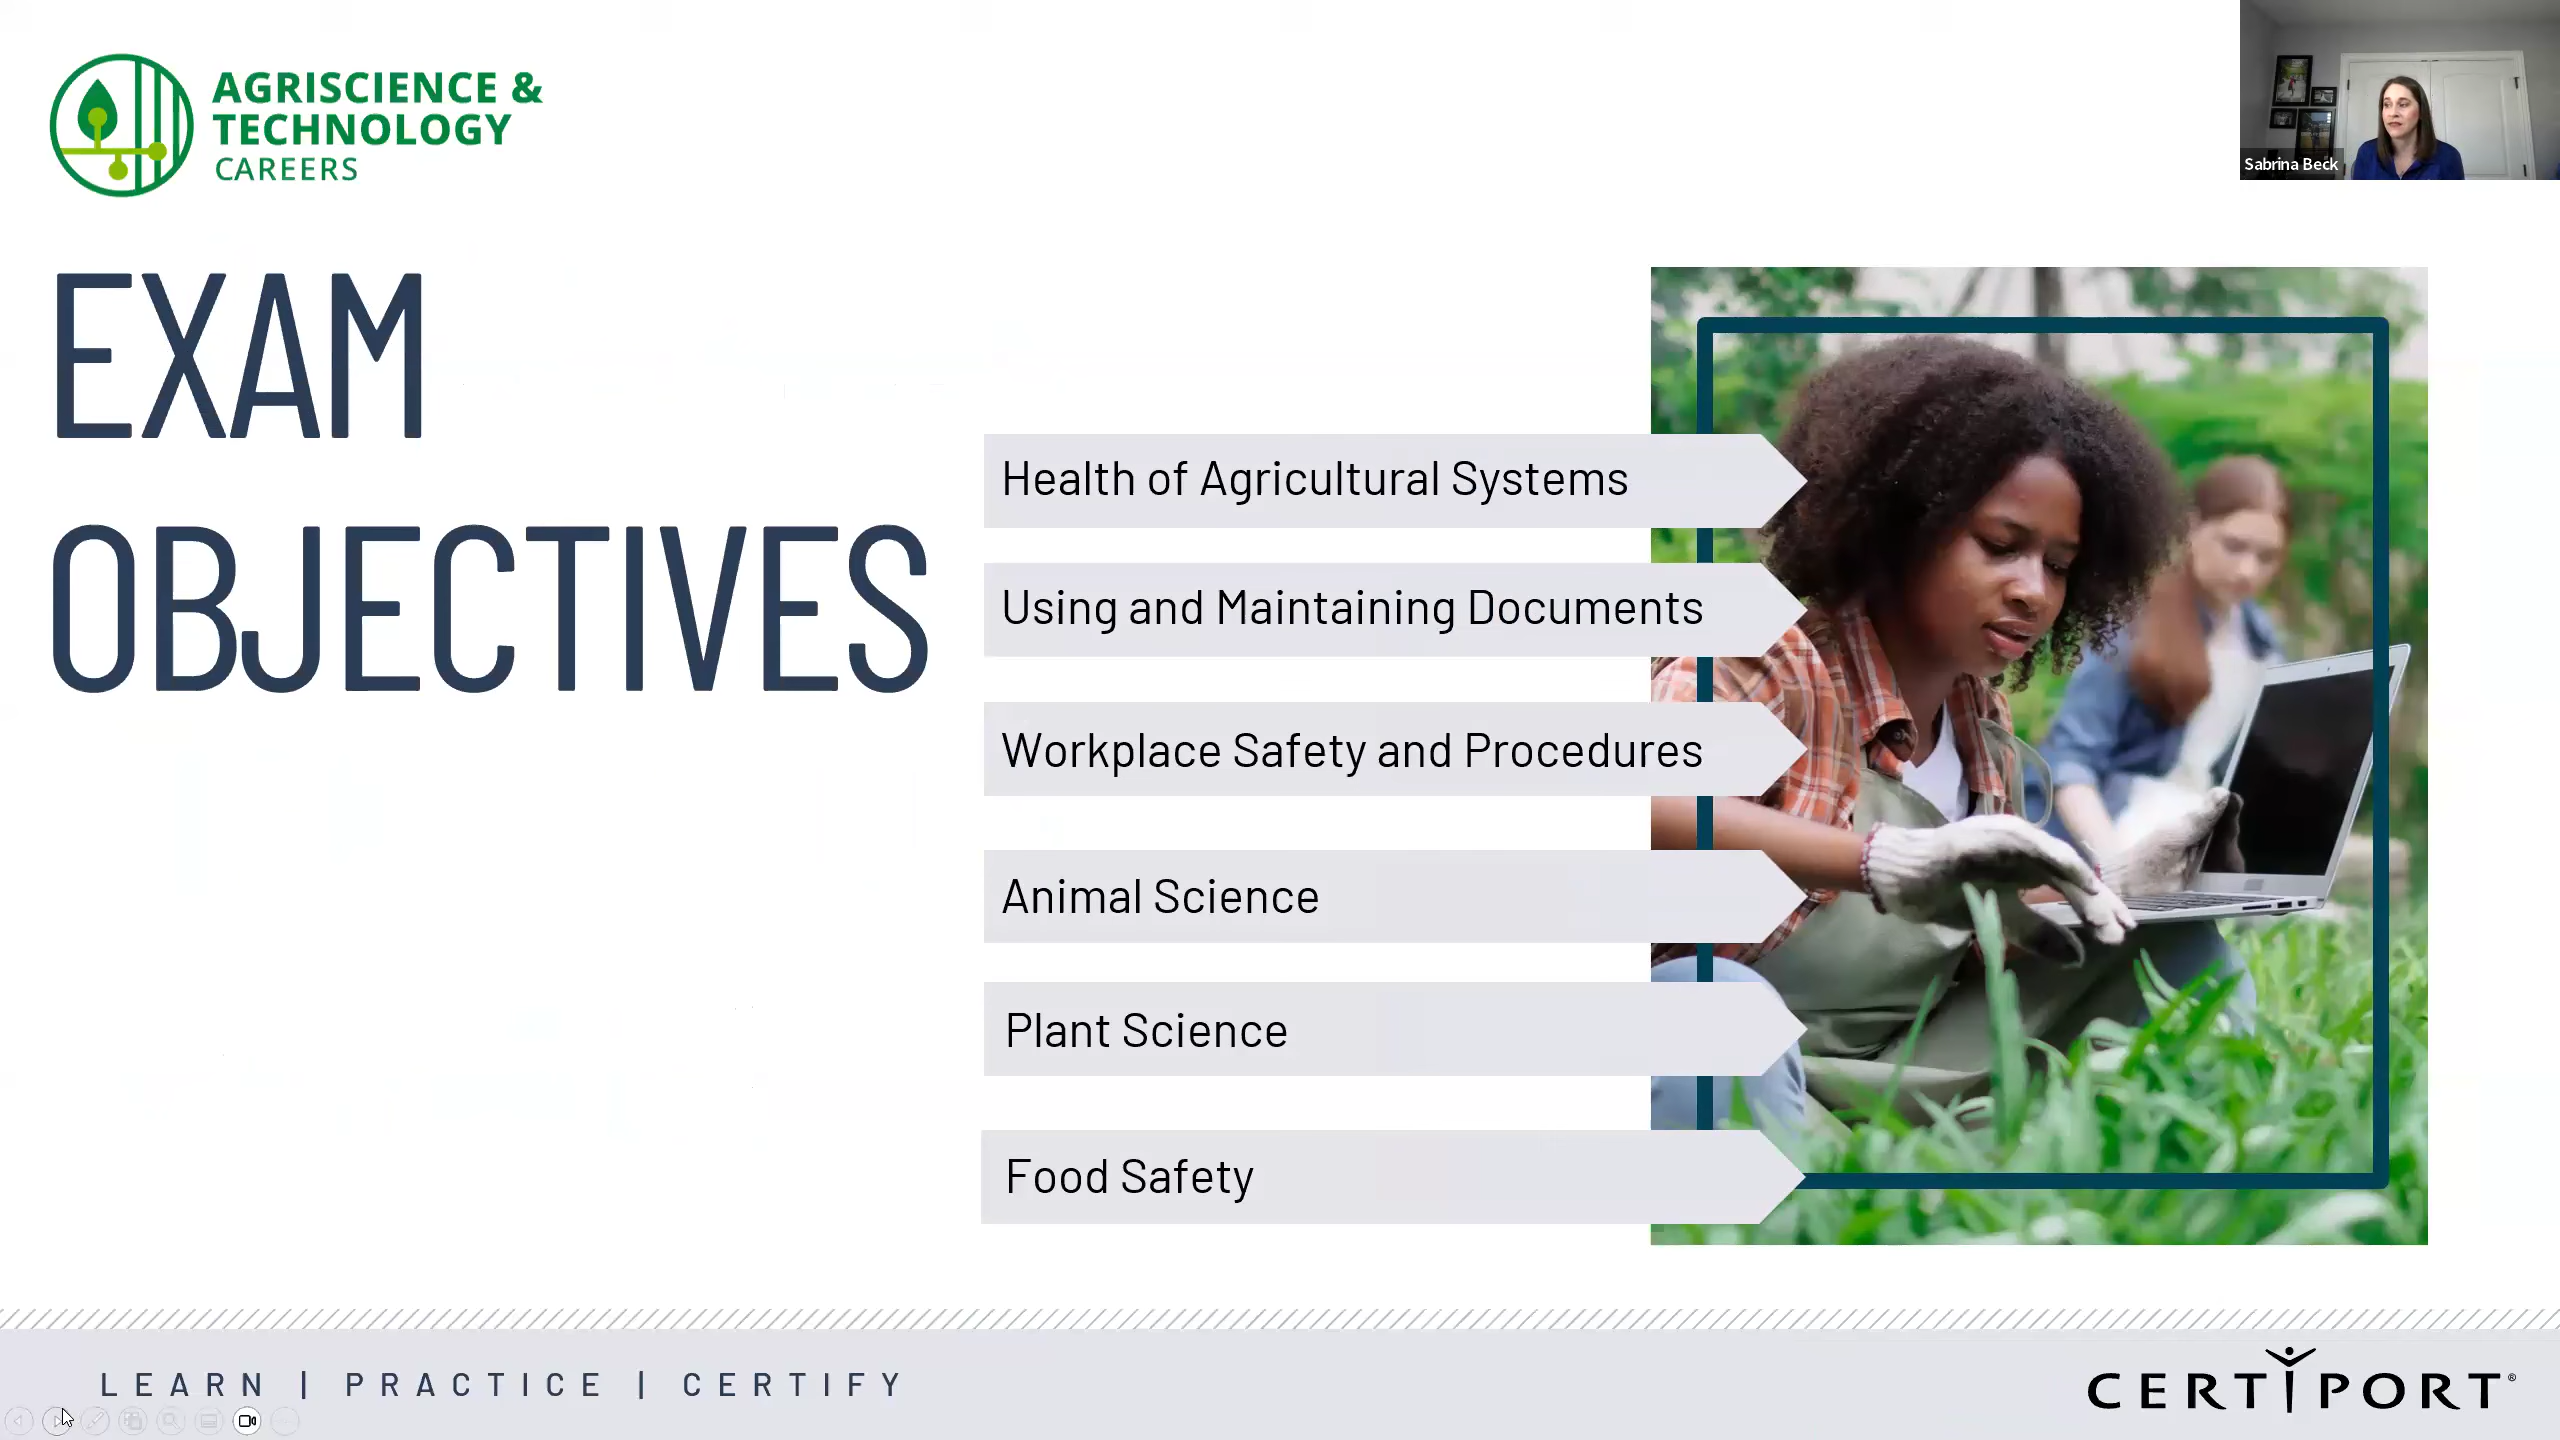 AGRISCIENCE &
TECHNOLOGY
CAREERS
Sabrina Beck
EXAM
OBJECTIVES
Health of Agricultural Systems
Using and Maintaining Documents
Workplace Safety and Procedures
Animal Science
Plant Science
Food Safety
LEARN | PRACTICE | CERTIFY
CERTIPORT®